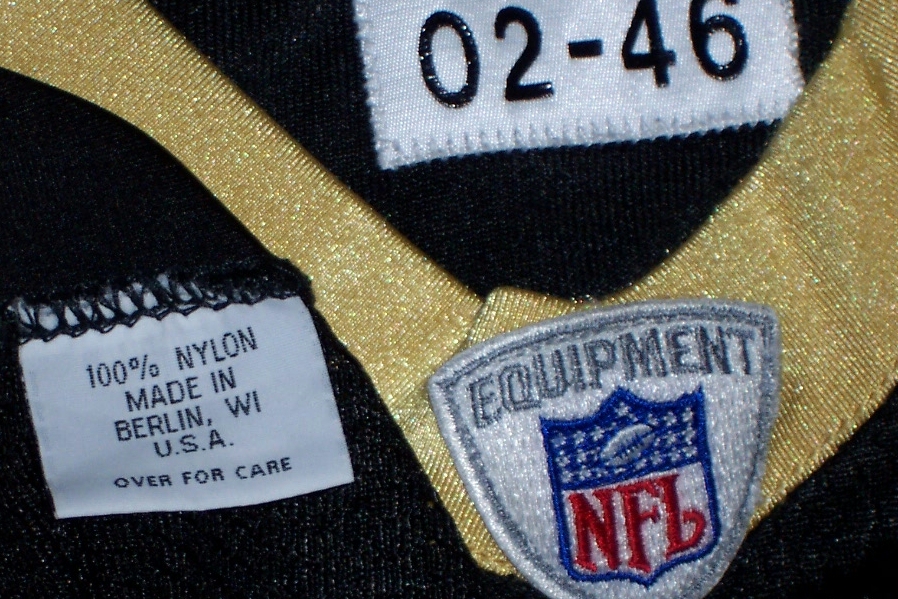 02-46
100% NYLON
MADE IN
BERLIN, WI
U.S.A.
OVER FOR CARE
EQUIPMENT
NFL